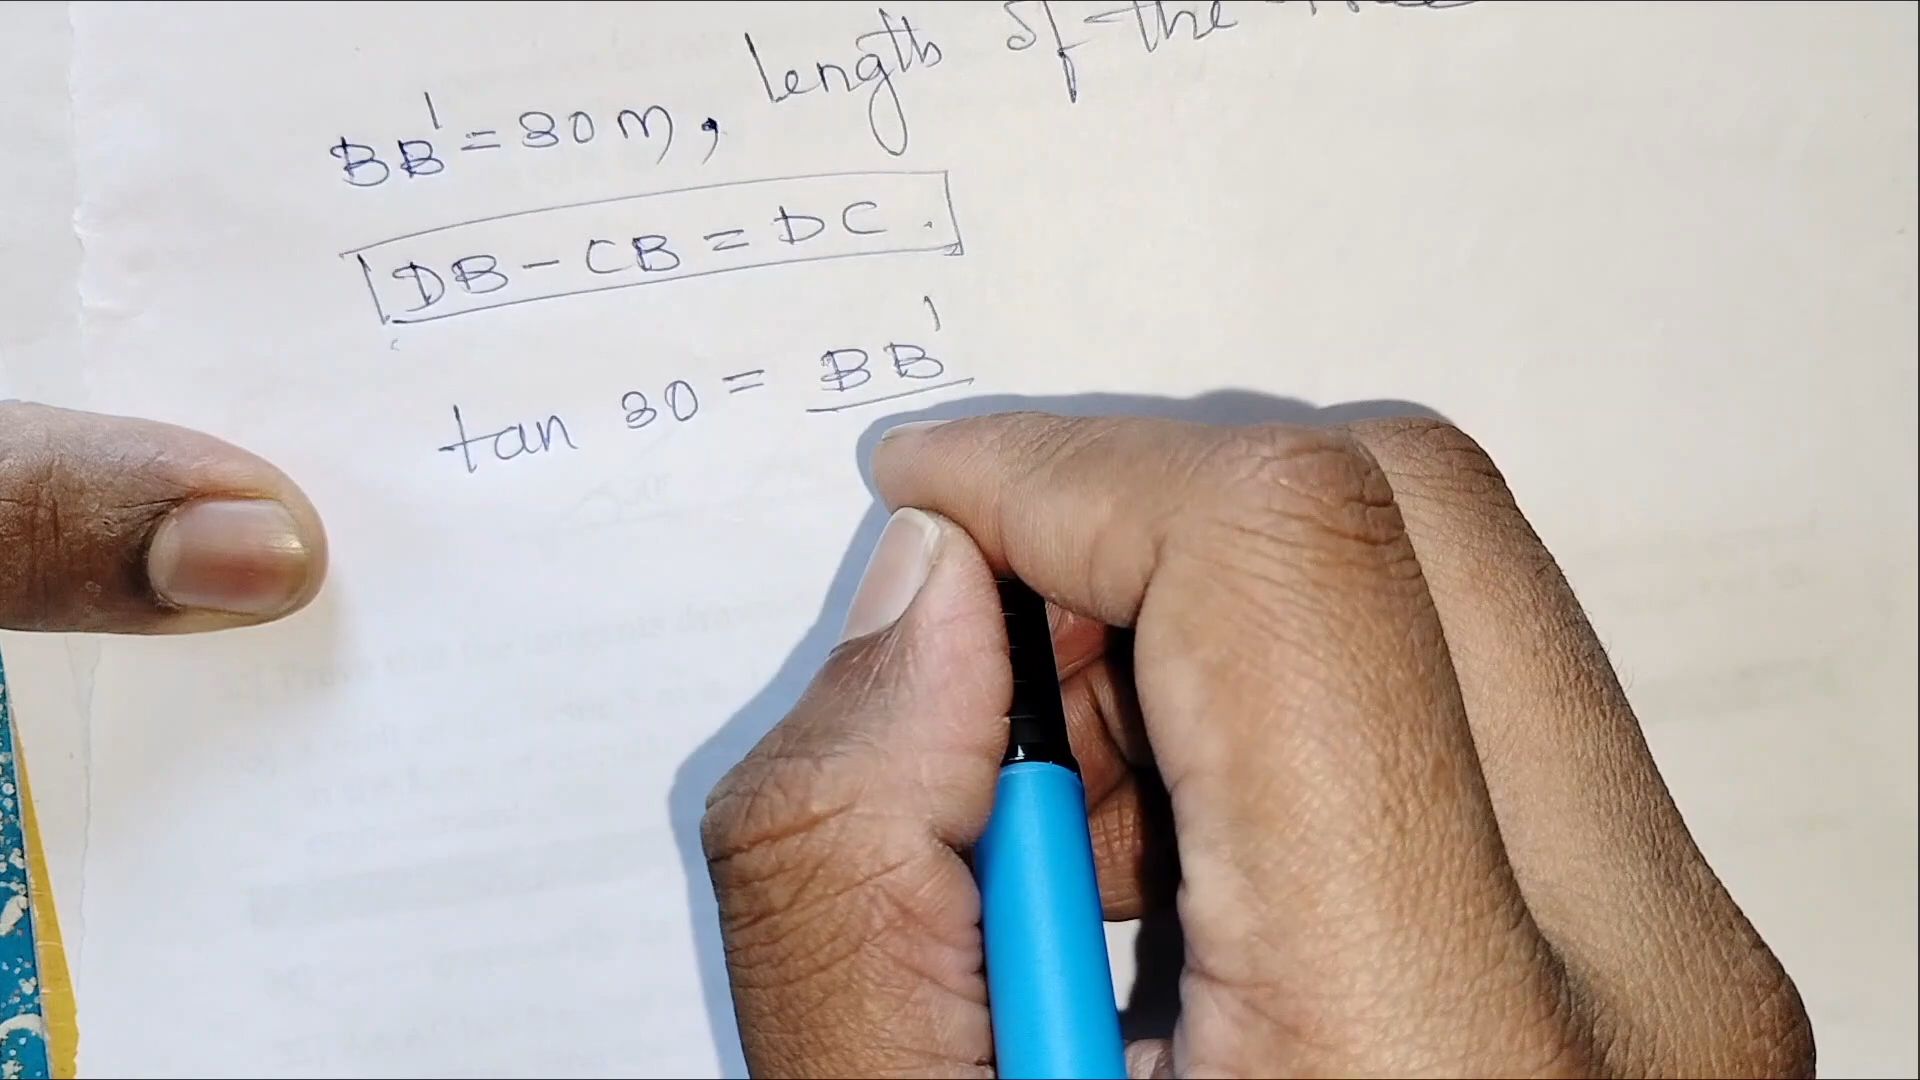 length of the
BB' = 30 m,
DB - CB = DC.
tan 30 = BB'